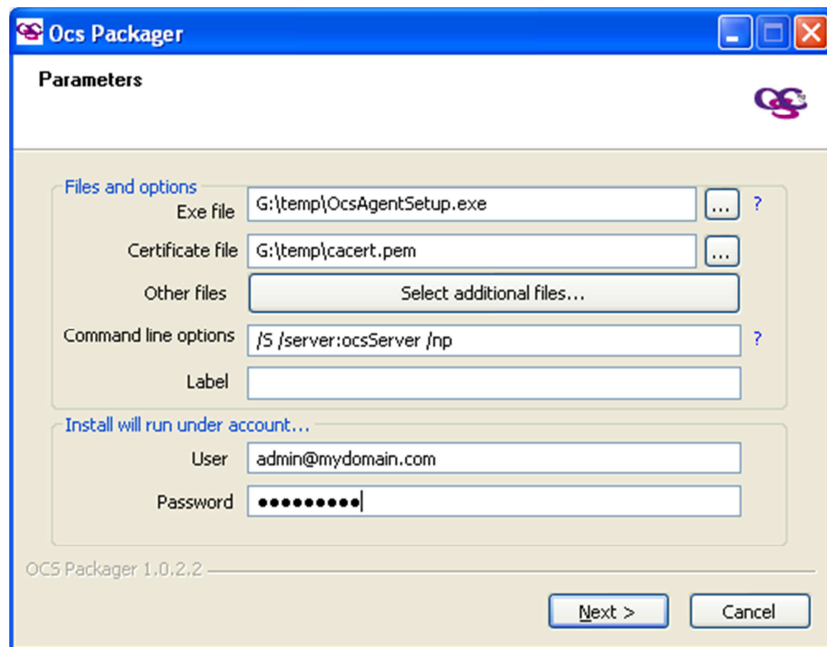 Ocs Packager
Parameters
Files and options
Exe file G:\temp\OcsAgentSetup.exe ... ?
Certificate file G:\temp\cacert.pem ...
Other files Select additional files...
Command line options /S /server:ocsServer /np ?
Label
Install will run under account...
User admin@mydomain.com
Password ●●●●●●●●●
OCS Packager 1.0.2.2
Next > Cancel